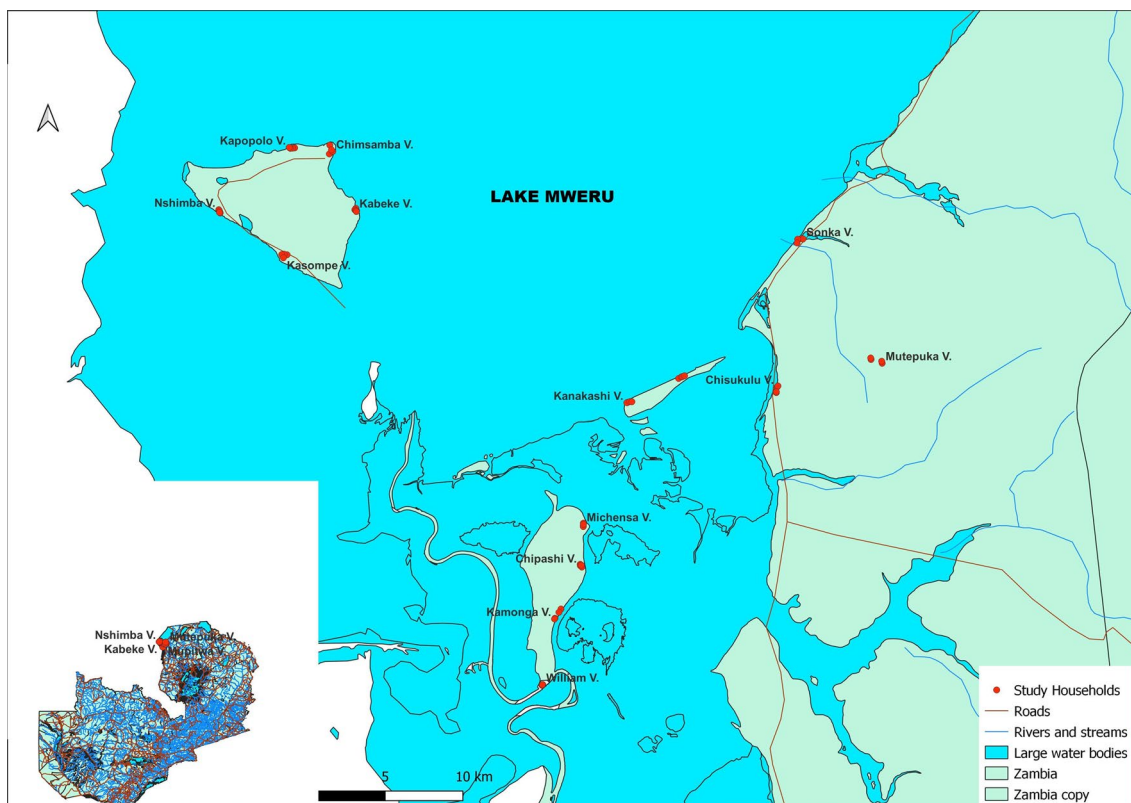 Kapopolo V.
Chimsamba V.
Nshimba V.
LAKE MWERU
Kabeke V.
Sonka V.
Kasompe V.
Mutepuka V.
Chisukulu V.
Kanakashi V.
Michensa V.
Chipashi V.
Kamonga V.
William V.
Nshimba V.
Mutepuka V.
Kabeke V.
5
10 km
Study Households
Roads
Rivers and streams
Large water bodies
Zambia
Zambia copy